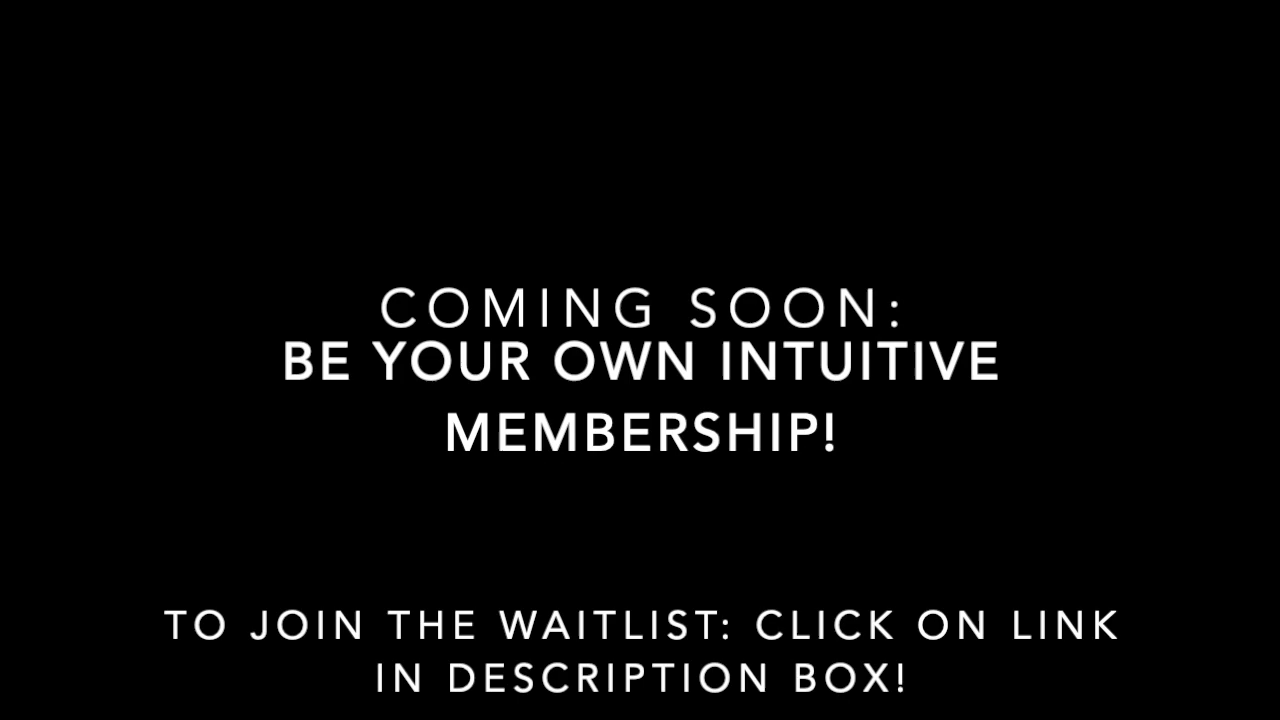 COMING SOON:
BE YOUR OWN INTUITIVE
MEMBERSHIP!
TO JOIN THE WAITLIST: CLICK ON LINK
IN DESCRIPTION BOX!